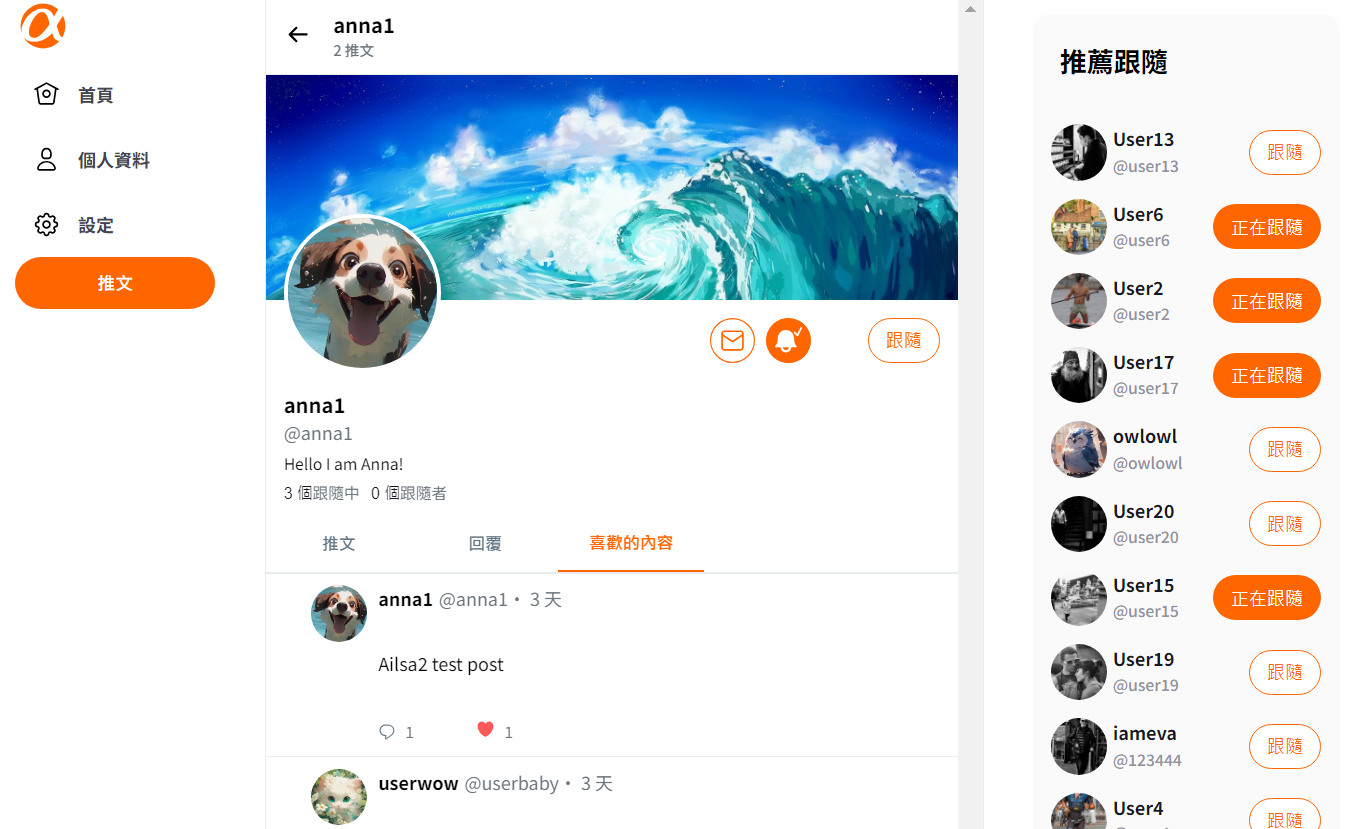 首頁
個人資料
設定
推文
anna1
2 推文
跟隨
anna1
@anna1
Hello I am Anna!
3 個跟隨中 0 個跟隨者
推文 回覆 喜歡的內容
anna1 @anna1・ 3 天
Ailsa2 test post
1 1
userwow @userbaby・ 3 天
推薦跟隨
User13
@user13
跟隨
User6
@user6
正在跟隨
User2
@user2
正在跟隨
User17
@user17
正在跟隨
owlowl
@owlowl
跟隨
User20
@user20
跟隨
User15
@user15
正在跟隨
User19
@user19
跟隨
iameva
@123444
跟隨
User4
跟隨